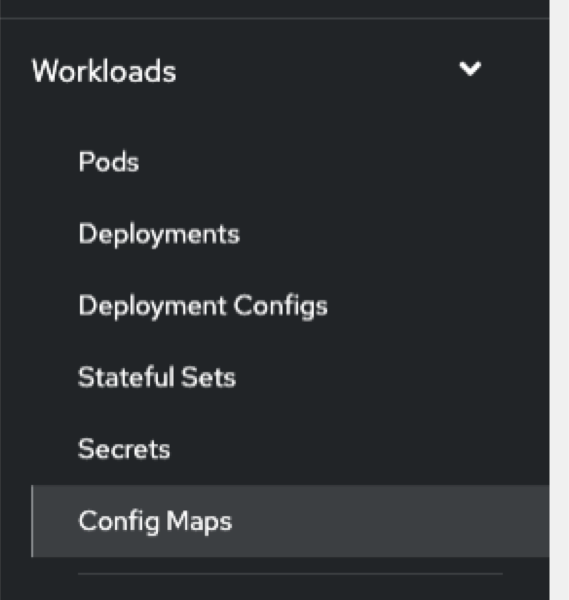 Workloads
Pods
Deployments
Deployment Configs
Stateful Sets
Secrets
Config Maps